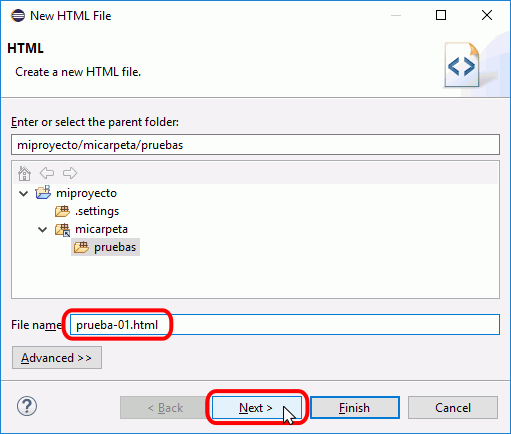 New HTML File
HTML
Create a new HTML file.
Enter or select the parent folder:
miproyecto/micarpeta/pruebas
miproyecto
.settings
micarpeta
pruebas
File name: prueba-01.html
Advanced >>
< Back Next > Finish Cancel